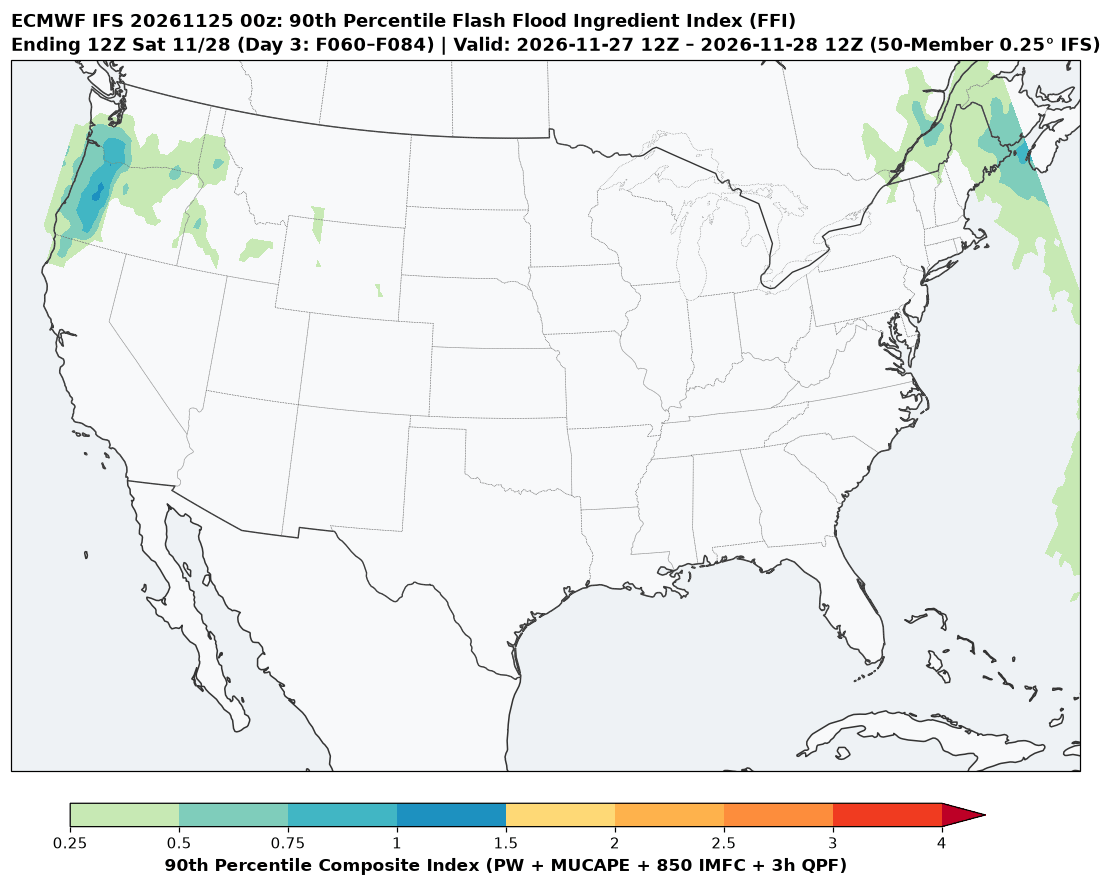 ECMWF IFS 20261125 00z: 90th Percentile Flash Flood Ingredient Index (FFI)
Ending 12Z Sat 11/28 (Day 3: F060–F084) | Valid: 2026-11-27 12Z – 2026-11-28 12Z (50-Member 0.25° IFS)
0.25 0.5 0.75 1 1.5 2 2.5 3 4
90th Percentile Composite Index (PW + MUCAPE + 850 IMFC + 3h QPF)